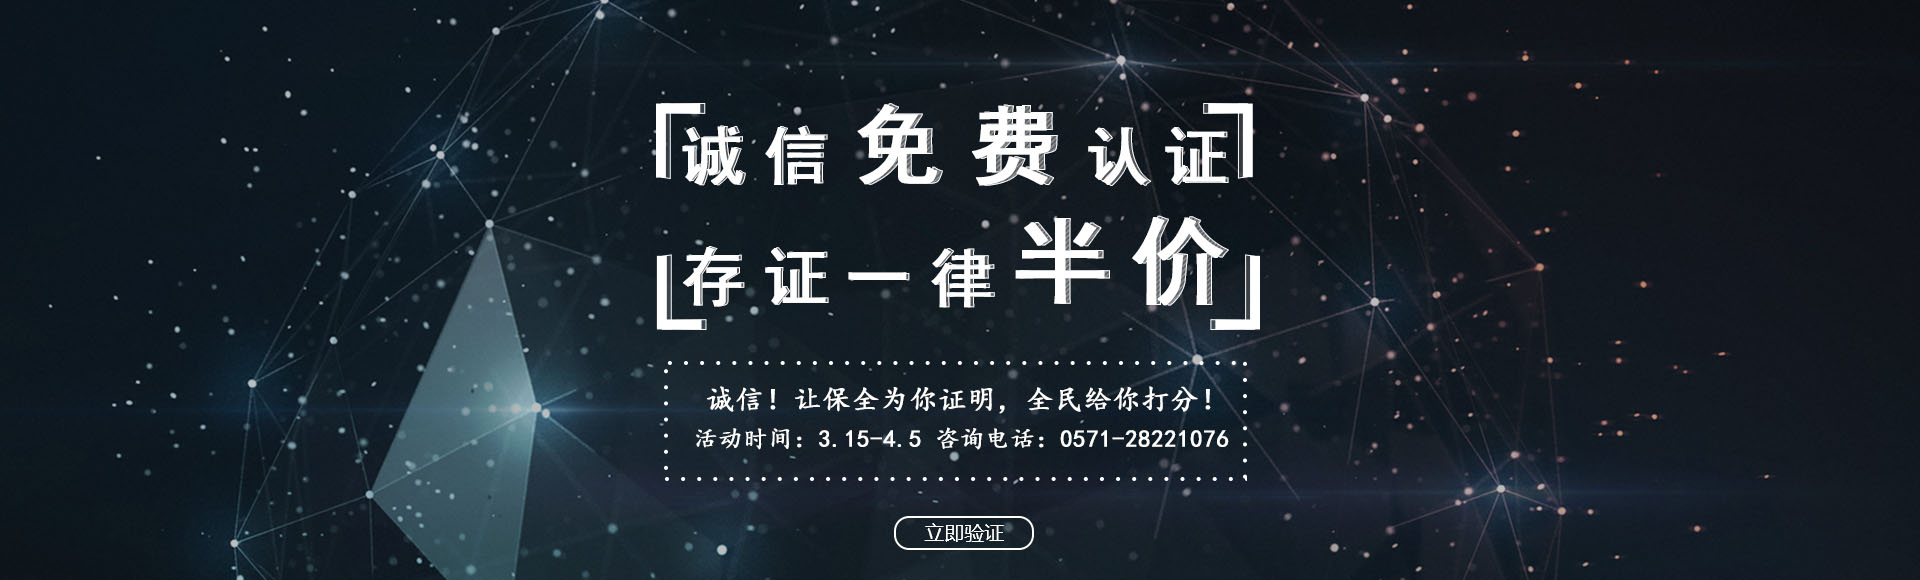 诚信免费认证
存证一律半价
诚信！让保全为你证明，全民给你打分！
活动时间：3.15-4.5 咨询电话：0571-28221076
立即验证